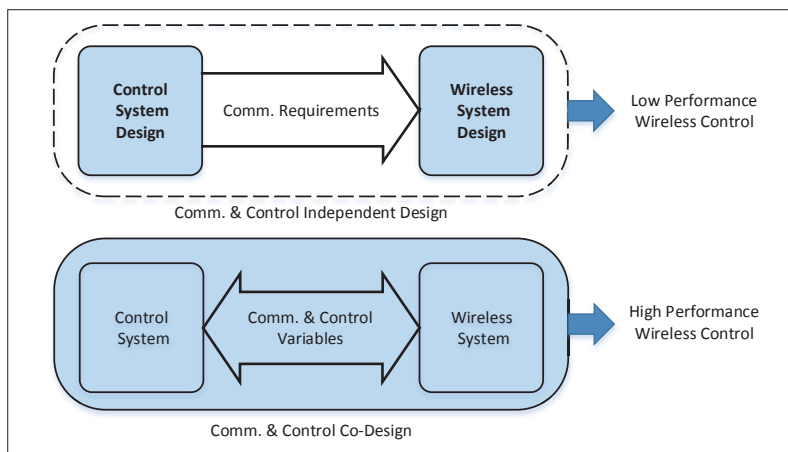 Control
System
Design
Comm. Requirements
Wireless
System
Design
Low Performance
Wireless Control
Comm. & Control Independent Design
Control
System
Comm. & Control
Variables
Wireless
System
High Performance
Wireless Control
Comm. & Control Co-Design